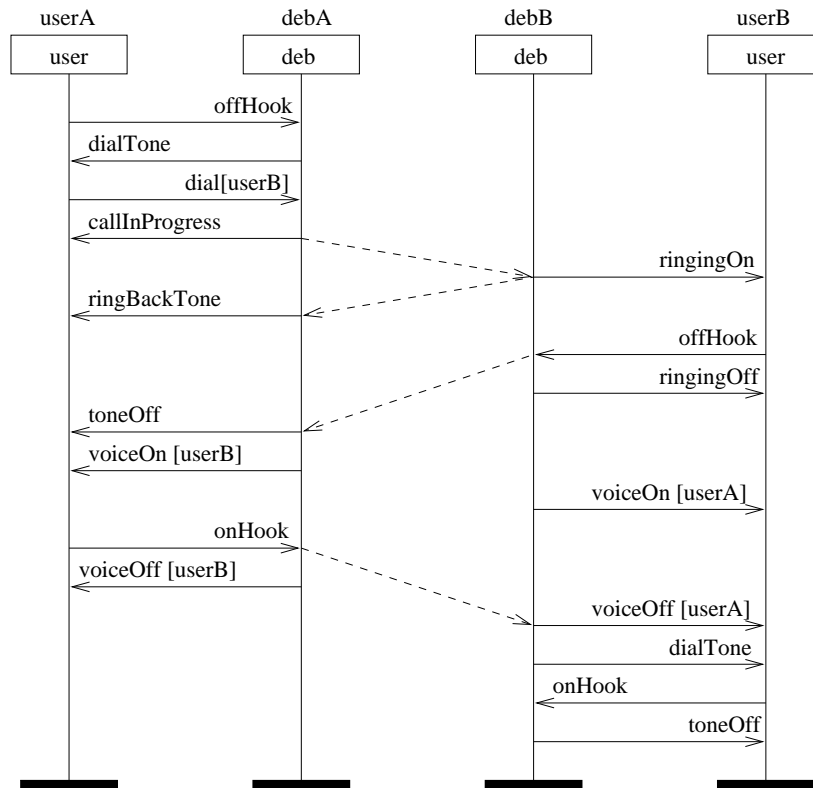 userA debA debB userB
user deb deb user
offHook
dialTone
dial[userB]
callInProgress
ringingOn
ringBackTone
offHook
ringingOff
toneOff
voiceOn [userB]
voiceOn [userA]
onHook
voiceOff [userB]
voiceOff [userA]
dialTone
onHook
toneOff